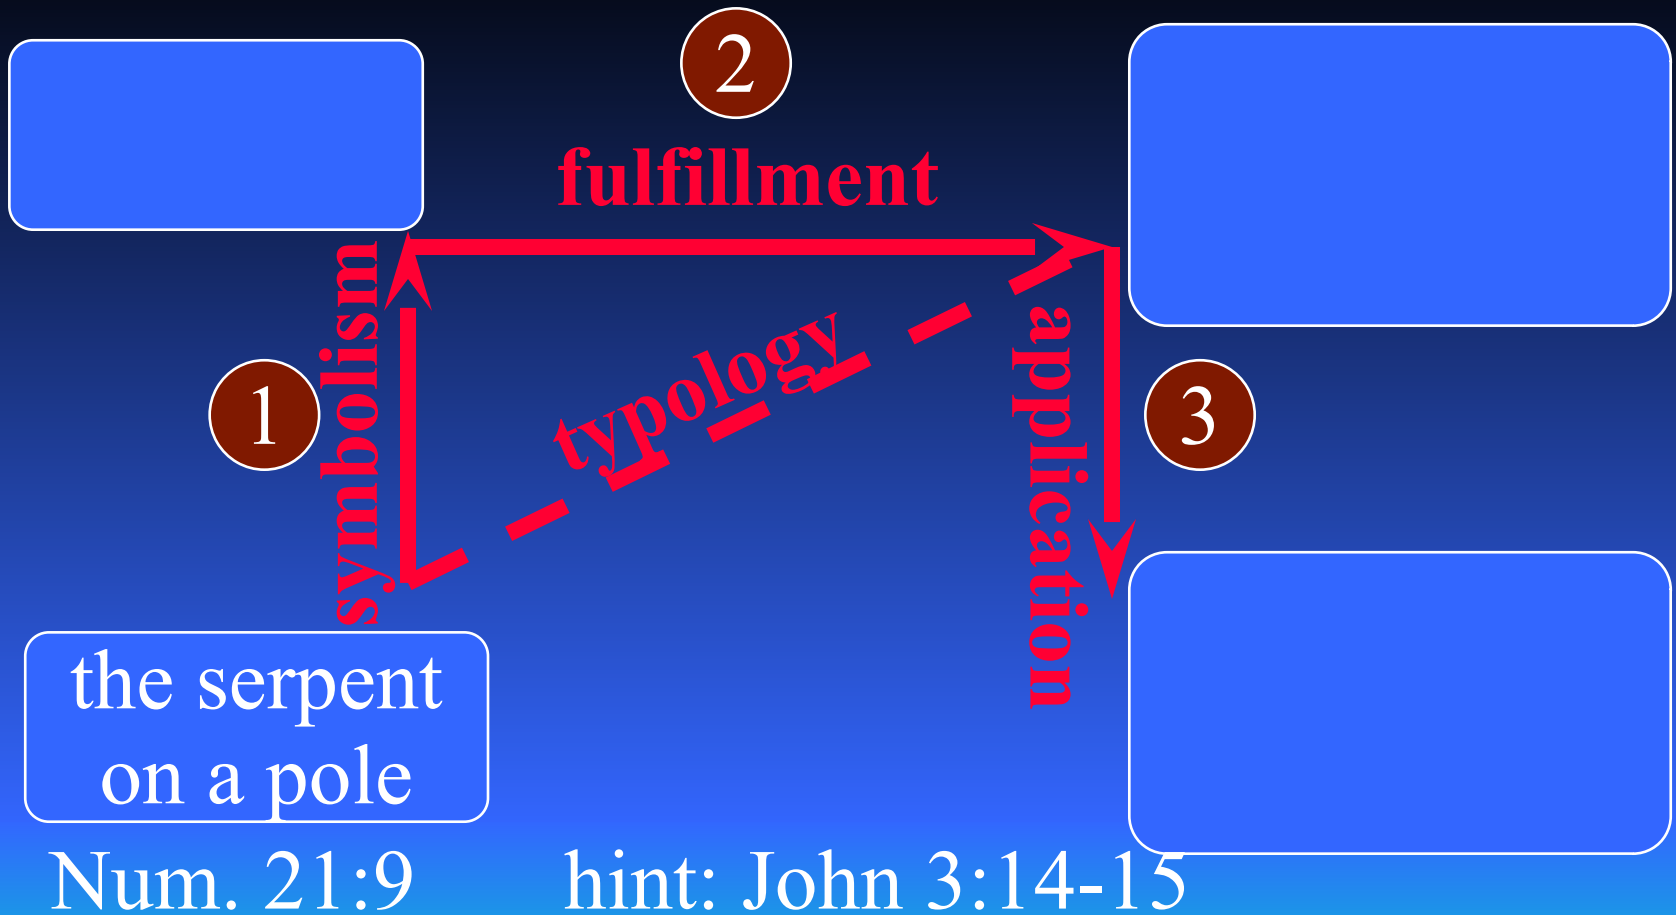 2
fulfillment
symbolism
1
typology
application
3
the serpent
on a pole
Num. 21:9
hint: John 3:14-15